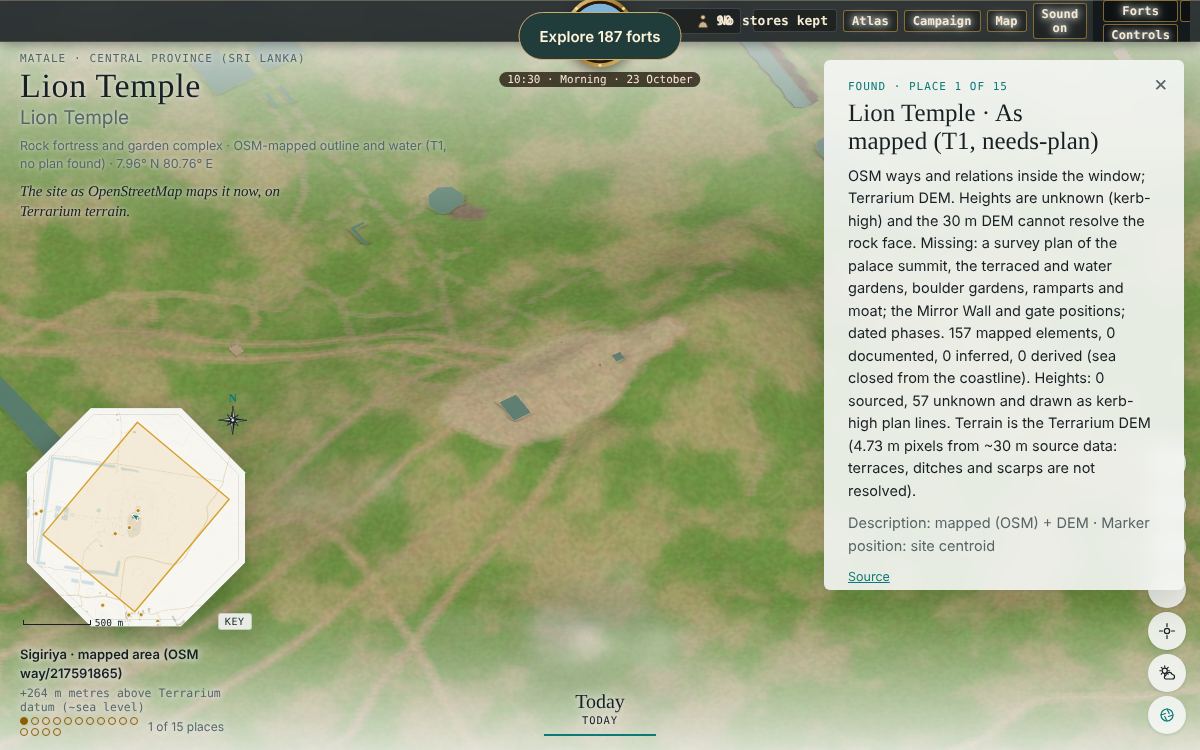 Explore 187 forts
stores kept
Atlas
Campaign
Map
Sound on
Forts
Controls
10:30 · Morning · 23 October
MATALE · CENTRAL PROVINCE (SRI LANKA)
Lion Temple
Lion Temple
Rock fortress and garden complex · OSM-mapped outline and water (T1,
no plan found) · 7.96° N 80.76° E
The site as OpenStreetMap maps it now, on
Terrarium terrain.
FOUND · PLACE 1 OF 15
✕
Lion Temple · As
mapped (T1, needs-plan)
OSM ways and relations inside the window;
Terrarium DEM. Heights are unknown (kerb-
high) and the 30 m DEM cannot resolve the
rock face. Missing: a survey plan of the
palace summit, the terraced and water
gardens, boulder gardens, ramparts and
moat; the Mirror Wall and gate positions;
dated phases. 157 mapped elements, 0
documented, 0 inferred, 0 derived (sea
closed from the coastline). Heights: 0
sourced, 57 unknown and drawn as kerb-
high plan lines. Terrain is the Terrarium DEM
(4.73 m pixels from ~30 m source data:
terraces, ditches and scarps are not
resolved).
Description: mapped (OSM) + DEM · Marker
position: site centroid
Source
N
500 m
KEY
Sigiriya · mapped area (OSM
way/217591865)
+264 m metres above Terrarium
datum (~sea level)
1 of 15 places
Today
TODAY